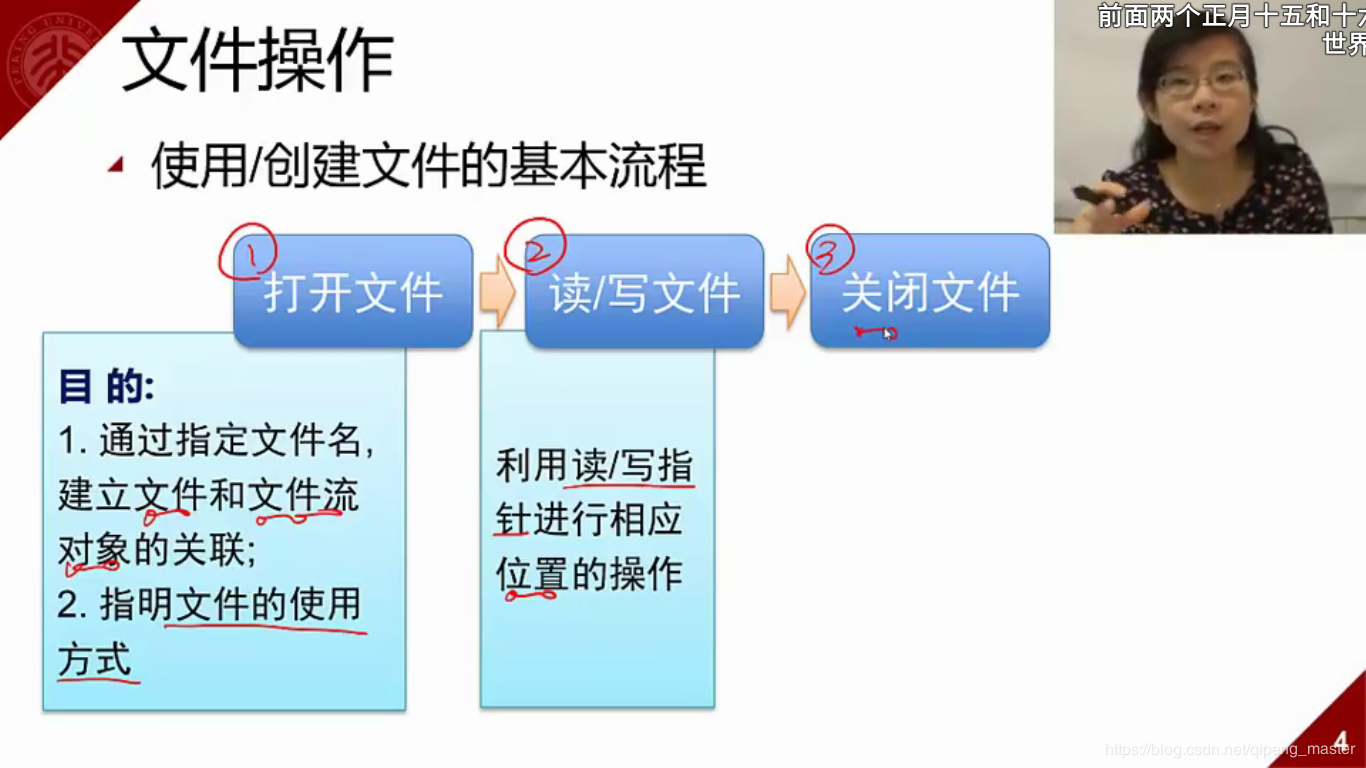 前面两个正月十五和十六
世界
文件操作
使用/创建文件的基本流程
1
打开文件
2
读/写文件
3
关闭文件
目 的:
1. 通过指定文件名,
建立文件和文件流
对象的关联;
2. 指明文件的使用
方式
利用读/写指
针进行相应
位置的操作
4
https://blog.csdn.net/qipang_master